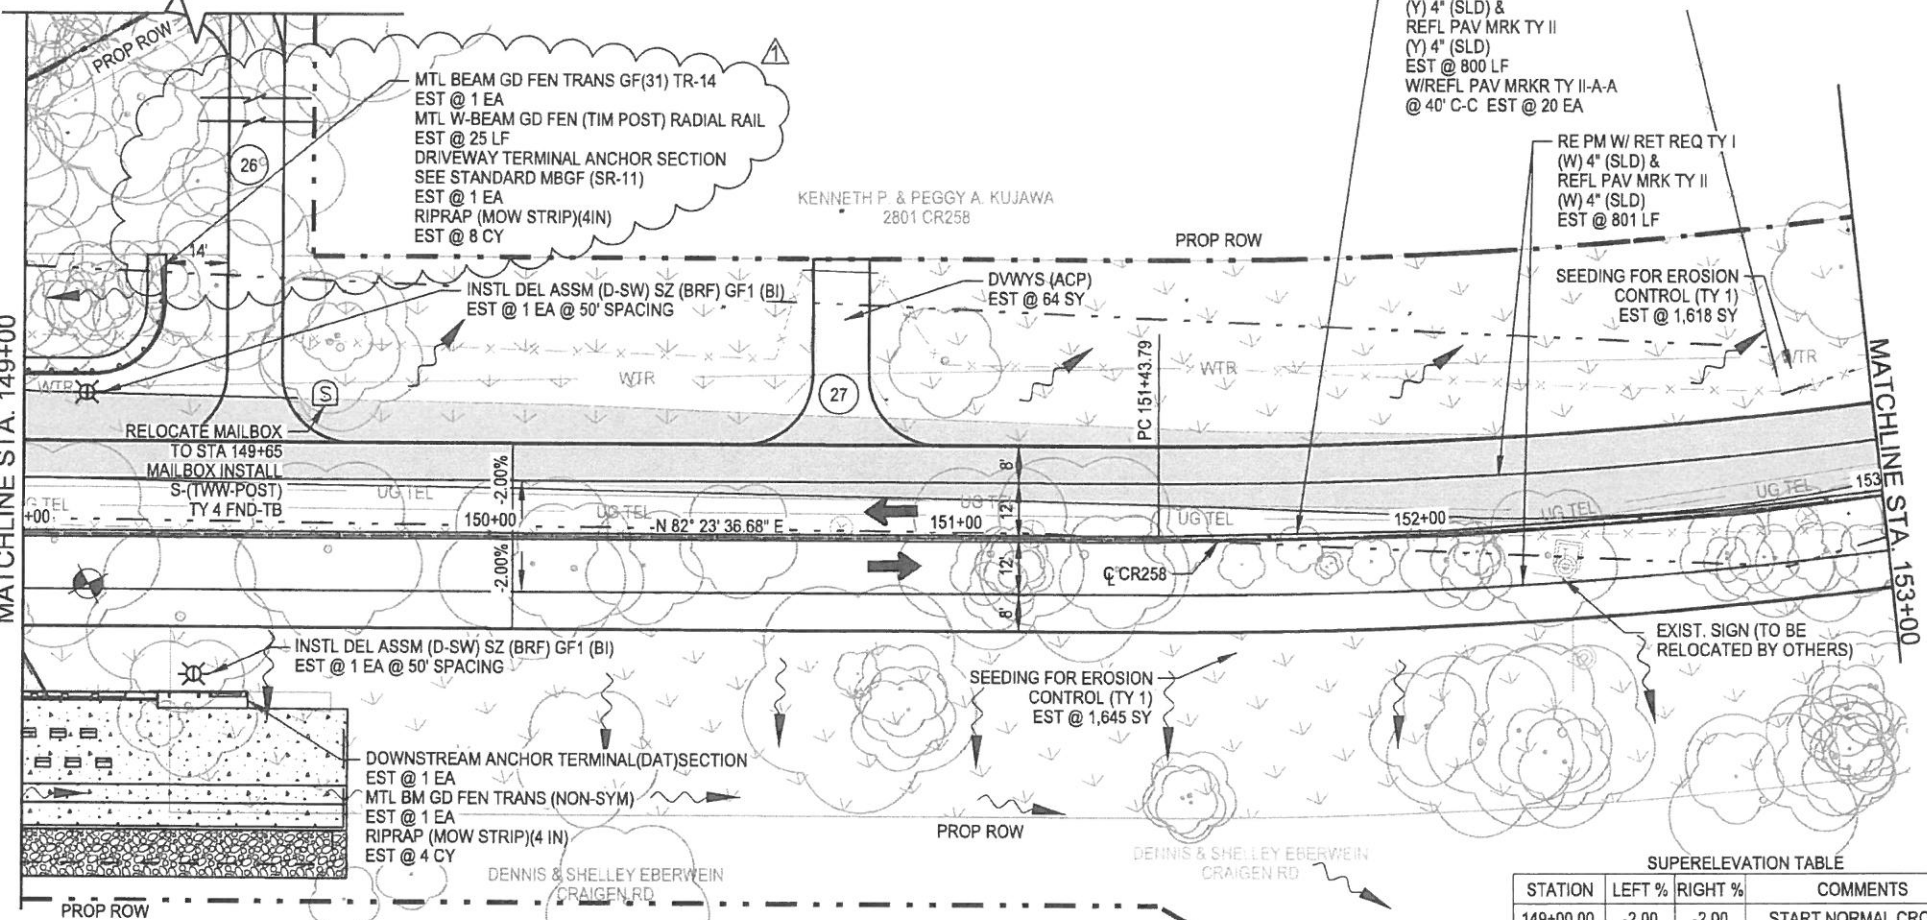 PROP ROW
1
(Y) 4" (SLD) &
REFL PAV MRK TY II
(Y) 4" (SLD)
EST @ 800 LF
W/REFL PAV MRKR TY II-A-A
@ 40' C-C EST @ 20 EA
MTL BEAM GD FEN TRANS GF(31) TR-14
EST @ 1 EA
MTL W-BEAM GD FEN (TIM POST) RADIAL RAIL
EST @ 25 LF
DRIVEWAY TERMINAL ANCHOR SECTION
SEE STANDARD MBGF (SR-11)
EST @ 1 EA
RIPRAP (MOW STRIP)(4IN)
EST @ 8 CY
26
RE PM W/ RET REQ TY I
(W) 4" (SLD) &
REFL PAV MRK TY II
(W) 4" (SLD)
EST @ 801 LF
KENNETH P. & PEGGY A. KUJAWA
2801 CR258
PROP ROW
14'
INSTL DEL ASSM (D-SW) SZ (BRF) GF1 (BI)
EST @ 1 EA @ 50' SPACING
DVWYS (ACP)
EST @ 64 SY
SEEDING FOR EROSION
CONTROL (TY 1)
EST @ 1,618 SY
MATCHLINE STA. 149+00
WTR
WTR
WTR
WTR
S
27
PC 151+43.79
MATCHLINE STA. 153+00
RELOCATE MAILBOX
TO STA 149+65
MAILBOX INSTALL
S-(TWW-POST)
TY 4 FND-TB
-2.00%
8'
12'
UG TEL
UG TEL
UG TEL
UG TEL
UG TEL
UG TEL
UG TEL
+00
150+00
N 82° 23' 36.68" E
151+00
152+00
153
-2.00%
12'
8'
CL CR258
INSTL DEL ASSM (D-SW) SZ (BRF) GF1 (BI)
EST @ 1 EA @ 50' SPACING
EXIST. SIGN (TO BE
RELOCATED BY OTHERS)
SEEDING FOR EROSION
CONTROL (TY 1)
EST @ 1,645 SY
DOWNSTREAM ANCHOR TERMINAL(DAT)SECTION
EST @ 1 EA
MTL BM GD FEN TRANS (NON-SYM)
EST @ 1 EA
RIPRAP (MOW STRIP)(4 IN)
EST @ 4 CY
PROP ROW
DENNIS & SHELLEY EBERWEIN
CRAIGEN RD
DENNIS & SHELLEY EBERWEIN
CRAIGEN RD
PROP ROW
SUPERELEVATION TABLE
STATION LEFT % RIGHT % COMMENTS
149+00.00 -2.00 -2.00 START NORMAL CRO